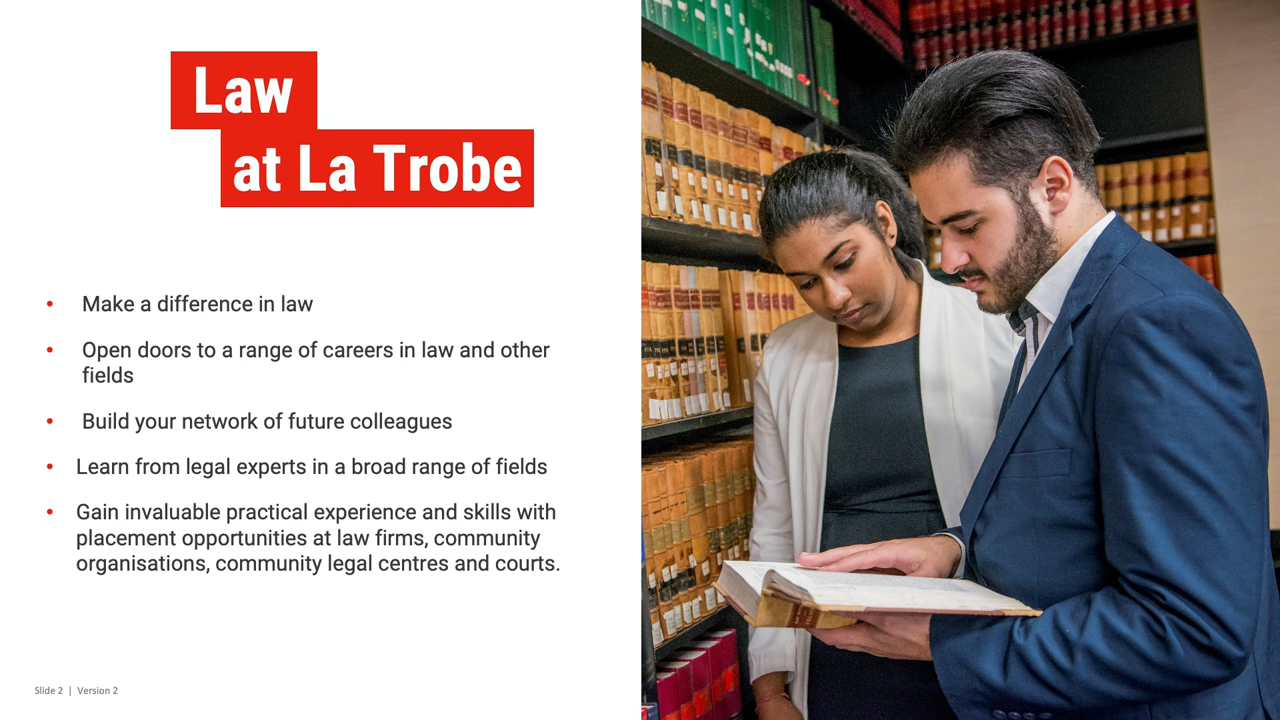 Law
at La Trobe
• Make a difference in law
• Open doors to a range of careers in law and other
fields
• Build your network of future colleagues
• Learn from legal experts in a broad range of fields
• Gain invaluable practical experience and skills with
placement opportunities at law firms, community
organisations, community legal centres and courts.
Slide 2 | Version 2